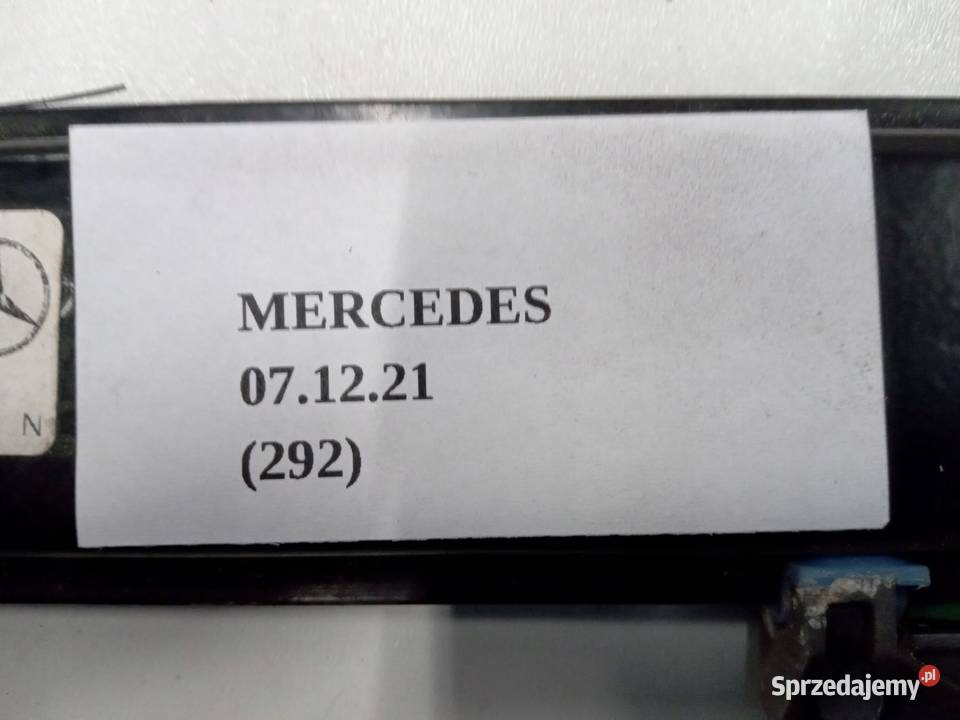 MERCEDES
07.12.21
(292)
N
Sprzedajemy.pl